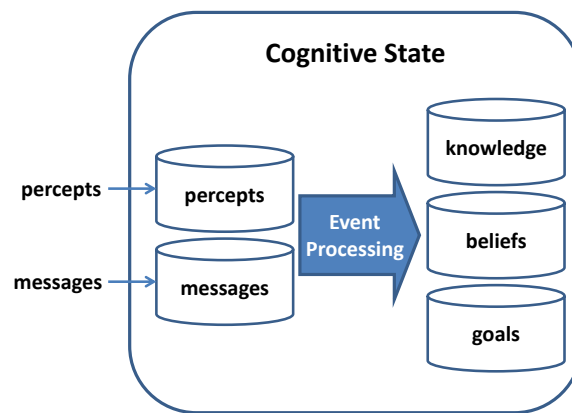 Cognitive State
knowledge
percepts
percepts
Event
Processing
beliefs
messages
messages
goals